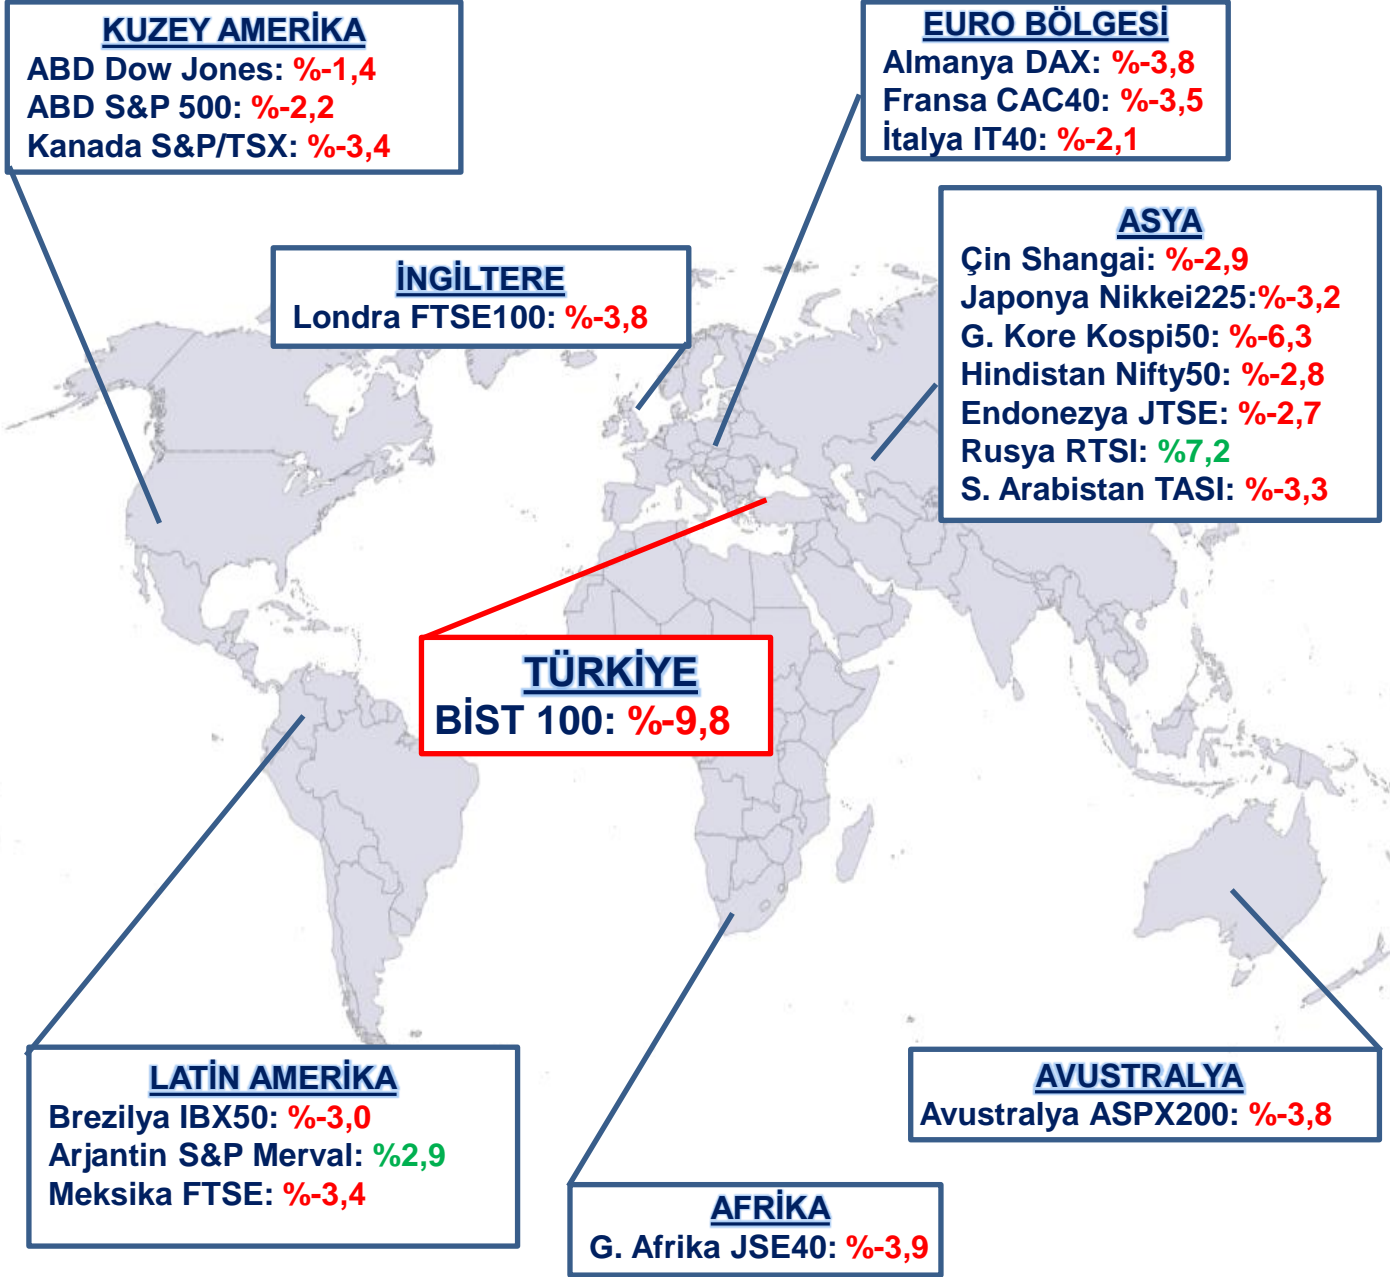 KUZEY AMERİKA
ABD Dow Jones: %-1,4
ABD S&P 500: %-2,2
Kanada S&P/TSX: %-3,4
EURO BÖLGESİ
Almanya DAX: %-3,8
Fransa CAC40: %-3,5
İtalya IT40: %-2,1
ASYA
Çin Shangai: %-2,9
Japonya Nikkei225:%-3,2
G. Kore Kospi50: %-6,3
Hindistan Nifty50: %-2,8
Endonezya JTSE: %-2,7
Rusya RTSI: %7,2
S. Arabistan TASI: %-3,3
İNGİLTERE
Londra FTSE100: %-3,8
TÜRKİYE
BİST 100: %-9,8
LATİN AMERİKA
Brezilya IBX50: %-3,0
Arjantin S&P Merval: %2,9
Meksika FTSE: %-3,4
AVUSTRALYA
Avustralya ASPX200: %-3,8
AFRİKA
G. Afrika JSE40: %-3,9